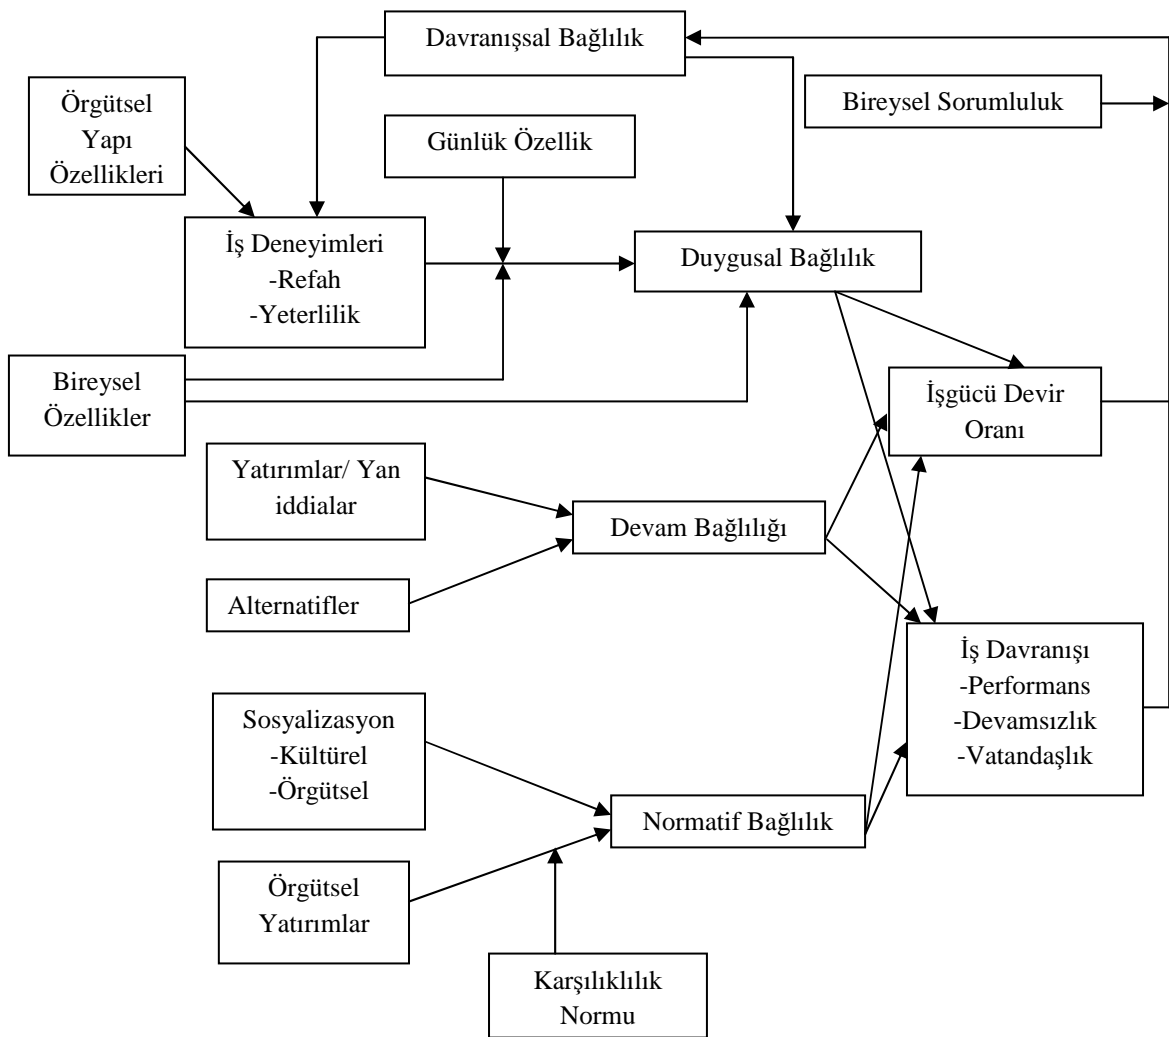 Davranışsal Bağlılık
Örgütsel
Yapı
Özellikleri
Bireysel Sorumluluk
Günlük Özellik
İş Deneyimleri
-Refah
-Yeterlilik
Duygusal Bağlılık
Bireysel
Özellikler
İşgücü Devir
Oranı
Yatırımlar/ Yan
iddialar
Devam Bağlılığı
Alternatifler
İş Davranışı
-Performans
-Devamsızlık
-Vatandaşlık
Sosyalizasyon
-Kültürel
-Örgütsel
Normatif Bağlılık
Örgütsel
Yatırımlar
Karşılıklılık
Normu